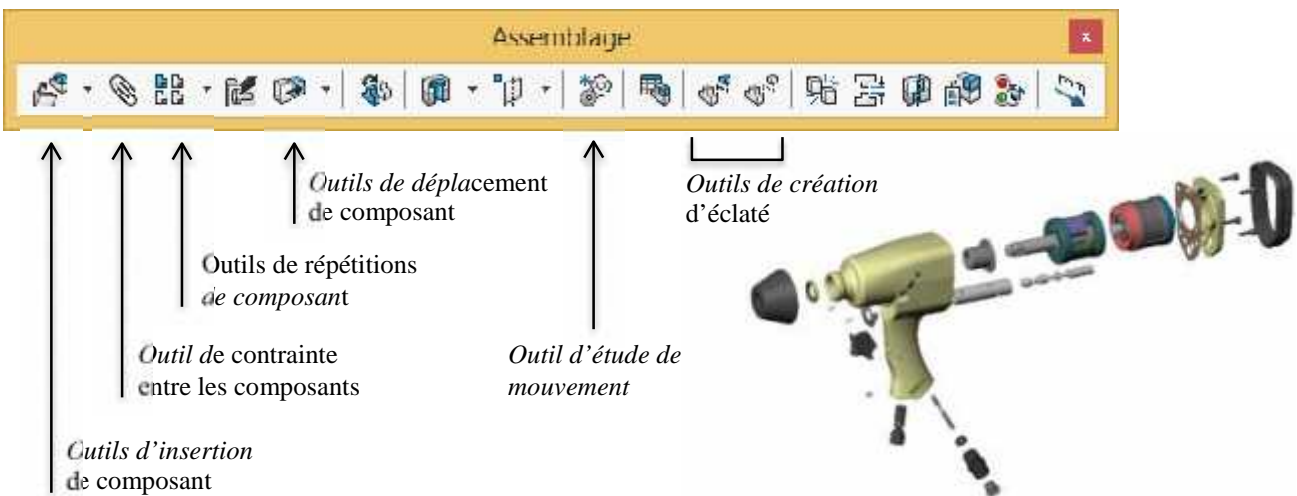 Assemblage
x
Outils de déplacement
de composant
Outils de création
d'éclaté
Outils de répétitions
de composant
Outil de contrainte
entre les composants
Outil d'étude de
mouvement
Outils d'insertion
de composant